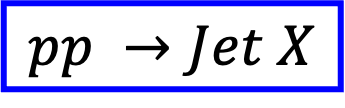 pp → Jet X